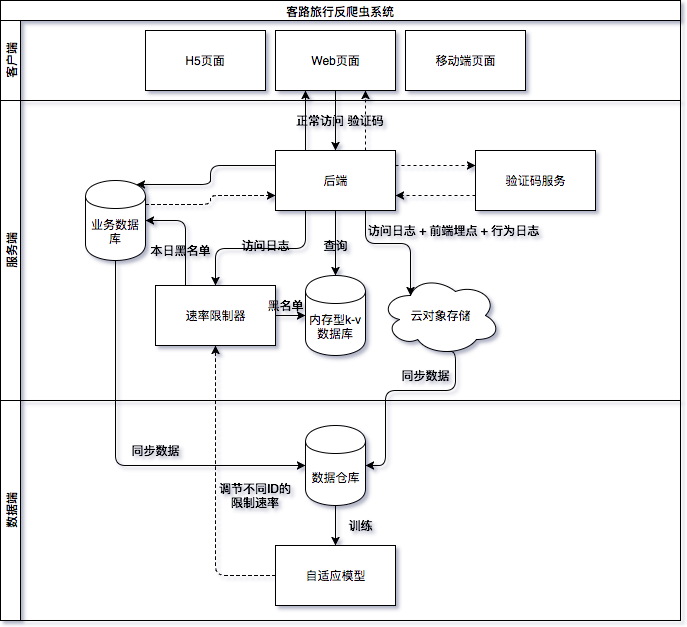 客路旅行反爬虫系统
客户端
H5页面
Web页面
移动端页面
正常访问
验证码
服务端
后端
验证码服务
业务数据
库
本日黑名单
访问日志
查询
访问日志 + 前端埋点 + 行为日志
速率限制器
黑名单
内存型k-v
数据库
云对象存储
同步数据
数据端
同步数据
数据仓库
调节不同ID的
限制速率
训练
自适应模型